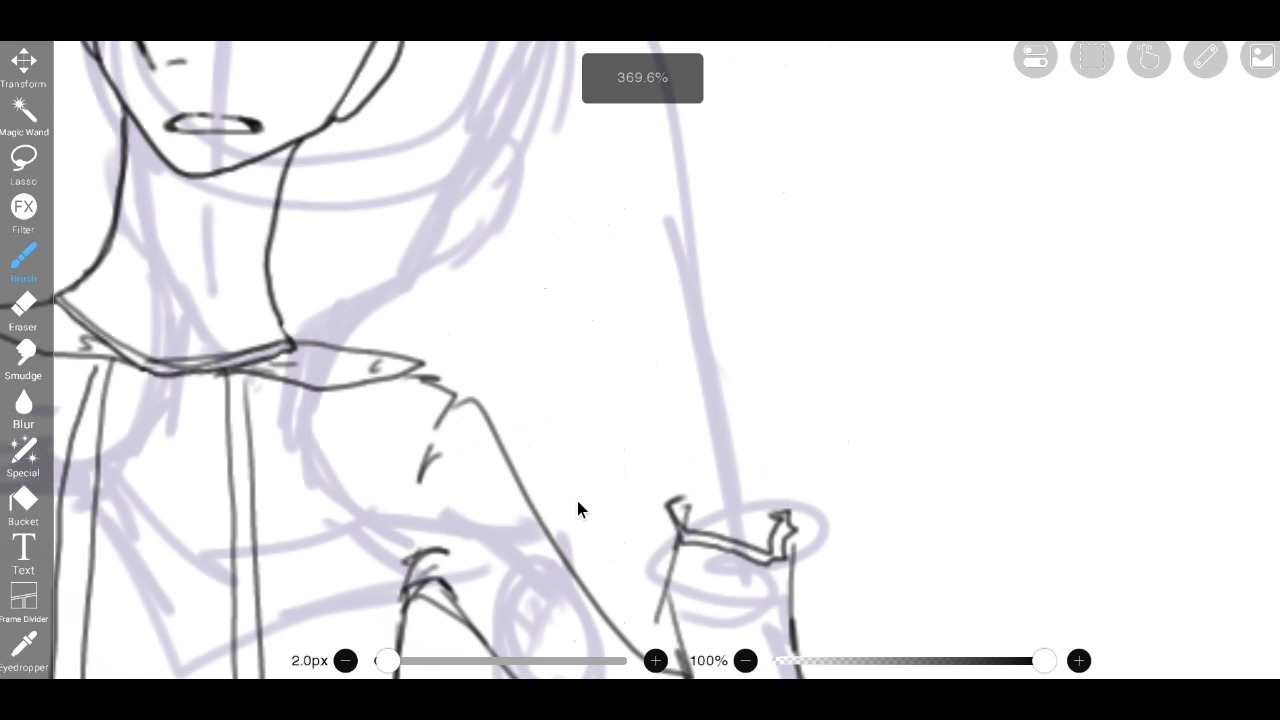 369.6%
Transform
Magic Wand
Lasso
FX
Filter
Brush
Eraser
Smudge
Blur
Special
Bucket
T
Text
Frame Divider
Eyedropper
2.0px
100%